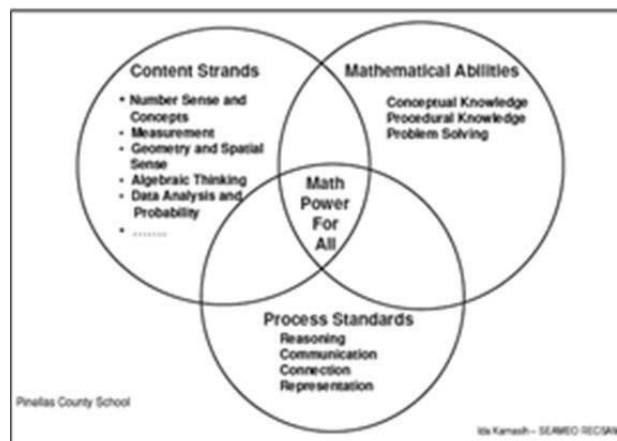 Content Strands
• Number Sense and
Concepts
• Measurement
• Geometry and Spatial
Sense
• Algebraic Thinking
• Data Analysis and
Probability
• .......
Mathematical Abilities
Conceptual Knowledge
Procedural Knowledge
Problem Solving
Math
Power
For
All
Process Standards
Reasoning
Communication
Connection
Representation
Pinellas County School
– SEAMEO RECSAM